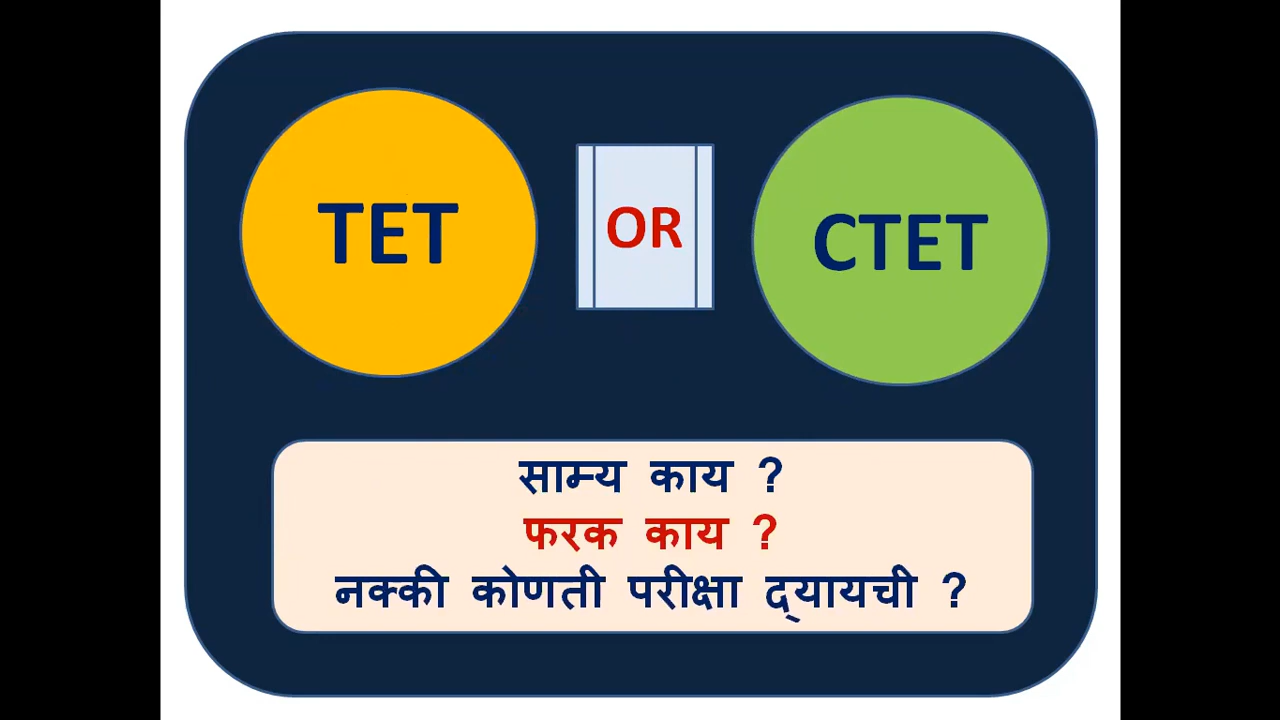 TET
OR
CTET
साम्य काय ?
फरक काय ?
नक्की कोणती परीक्षा द्‌यायची ?